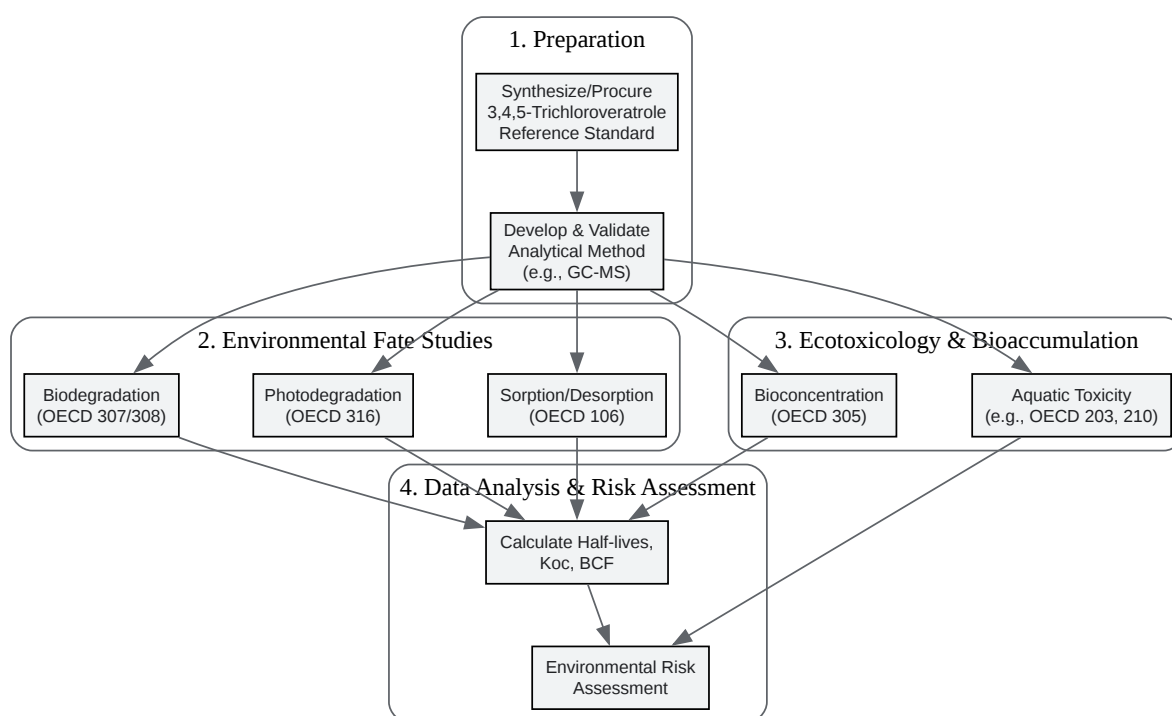 1. Preparation
Synthesize/Procure
3,4,5-Trichloroveratrole
Reference Standard
Develop & Validate
Analytical Method
(e.g., GC-MS)
2. Environmental Fate Studies
Biodegradation
(OECD 307/308)
Photodegradation
(OECD 316)
Sorption/Desorption
(OECD 106)
3. Ecotoxicology & Bioaccumulation
Bioconcentration
(OECD 305)
Aquatic Toxicity
(e.g., OECD 203, 210)
4. Data Analysis & Risk Assessment
Calculate Half-lives,
Koc, BCF
Environmental Risk
Assessment